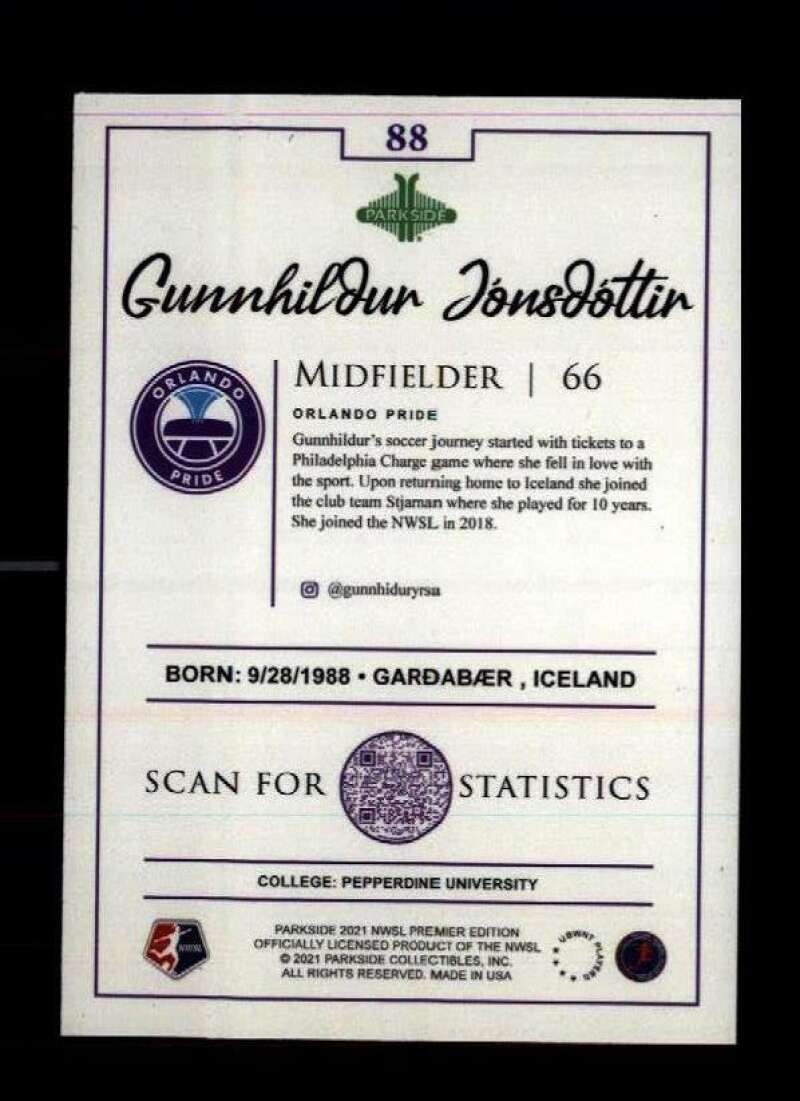 88
PARKSIDE
Gunnhildur Jónsdóttir
ORLANDO PRIDE
MIDFIELDER | 66
ORLANDO PRIDE
Gunnhildur's soccer journey started with tickets to a
Philadelphia Charge game where she fell in love with
the sport. Upon returning home to Iceland she joined
the club team Stjarnan where she played for 10 years.
She joined the NWSL in 2018.
@gunnhiduryrsa
BORN: 9/28/1988 • GARÐABÆR , ICELAND
SCAN FOR STATISTICS
COLLEGE: PEPPERDINE UNIVERSITY
NWSL
PARKSIDE 2021 NWSL PREMIER EDITION
OFFICIALLY LICENSED PRODUCT OF THE NWSL
© 2021 PARKSIDE COLLECTIBLES, INC.
ALL RIGHTS RESERVED. MADE IN USA
USWNT PLAYERS